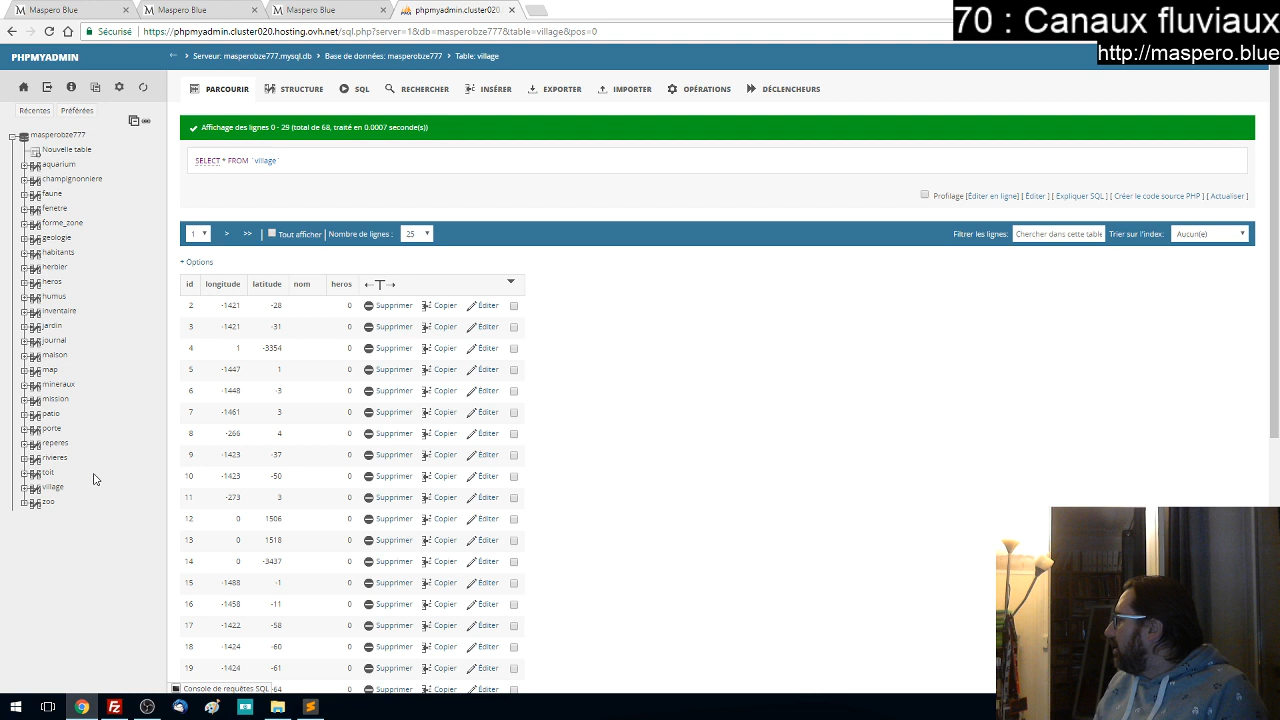 Maspero Blue
Maspero Blue
Maspero Blue
phpmyadmin.cluster020
70 : Canaux fluviaux
http://maspero.blue
Sécurisé
https://phpmyadmin.cluster020.hosting.ovh.net/sql.php?server=1&db=masperobze777&table=village&pos=0
PHPMYADMIN
Serveur: masperobze777.mysql.db
Base de données: masperobze777
Table: village
Récentes
Préférées
masperobze777
Nouvelle table
aquarium
champignonniere
faune
fenetre
forme_zone
geologie
habitants
herbier
heros
humus
inventaire
jardin
journal
maison
map
mineraux
mission
patio
porte
reperes
rivieres
toit
village
zoo
PARCOURIR
STRUCTURE
SQL
RECHERCHER
INSÉRER
EXPORTER
IMPORTER
OPÉRATIONS
DÉCLENCHEURS
Affichage des lignes 0 - 29 (total de 68, traité en 0.0007 seconde(s))
SELECT * FROM `village`
Profilage [Éditer en ligne] [ Éditer ] [ Expliquer SQL ] [ Créer le code source PHP ] [ Actualiser ]
1 > >> Tout afficher | Nombre de lignes : 25
Filtrer les lignes: Chercher dans cette table
Trier sur l'index: Aucun(e)
+ Options
id longitude latitude nom heros
2 -1421 -28 0 Supprimer Copier Éditer
3 -1421 -31 0 Supprimer Copier Éditer
4 1 -3354 0 Supprimer Copier Éditer
5 -1447 1 0 Supprimer Copier Éditer
6 -1448 -3 0 Supprimer Copier Éditer
7 -1461 3 0 Supprimer Copier Éditer
8 -266 4 0 Supprimer Copier Éditer
9 -1423 -37 0 Supprimer Copier Éditer
10 -1423 -50 0 Supprimer Copier Éditer
11 -273 3 0 Supprimer Copier Éditer
12 0 1506 0 Supprimer Copier Éditer
13 0 1518 0 Supprimer Copier Éditer
14 0 -3437 0 Supprimer Copier Éditer
15 -1488 -1 0 Supprimer Copier Éditer
16 -1458 -11 0 Supprimer Copier Éditer
17 -1422 -58 0 Supprimer Copier Éditer
18 -1424 -60 0 Supprimer Copier Éditer
19 -1424 -61 0 Supprimer Copier Éditer
Console de requêtes SQL -64 0 Supprimer Copier Éditer